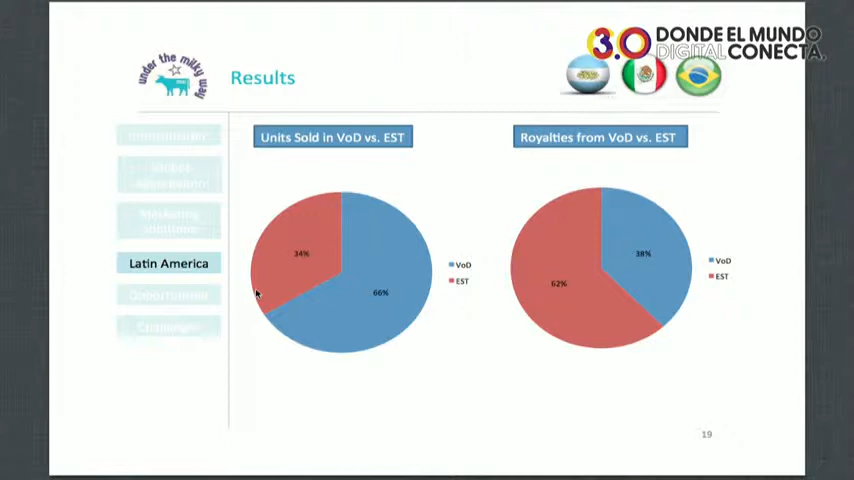 3.0 DONDE EL MUNDO
DIGITAL CONECTA.
under the milky way
Results
Units Sold in VoD vs. EST
Royalties from VoD vs. EST
Latin America
34%
66%
VoD
EST
38%
62%
VoD
EST
19